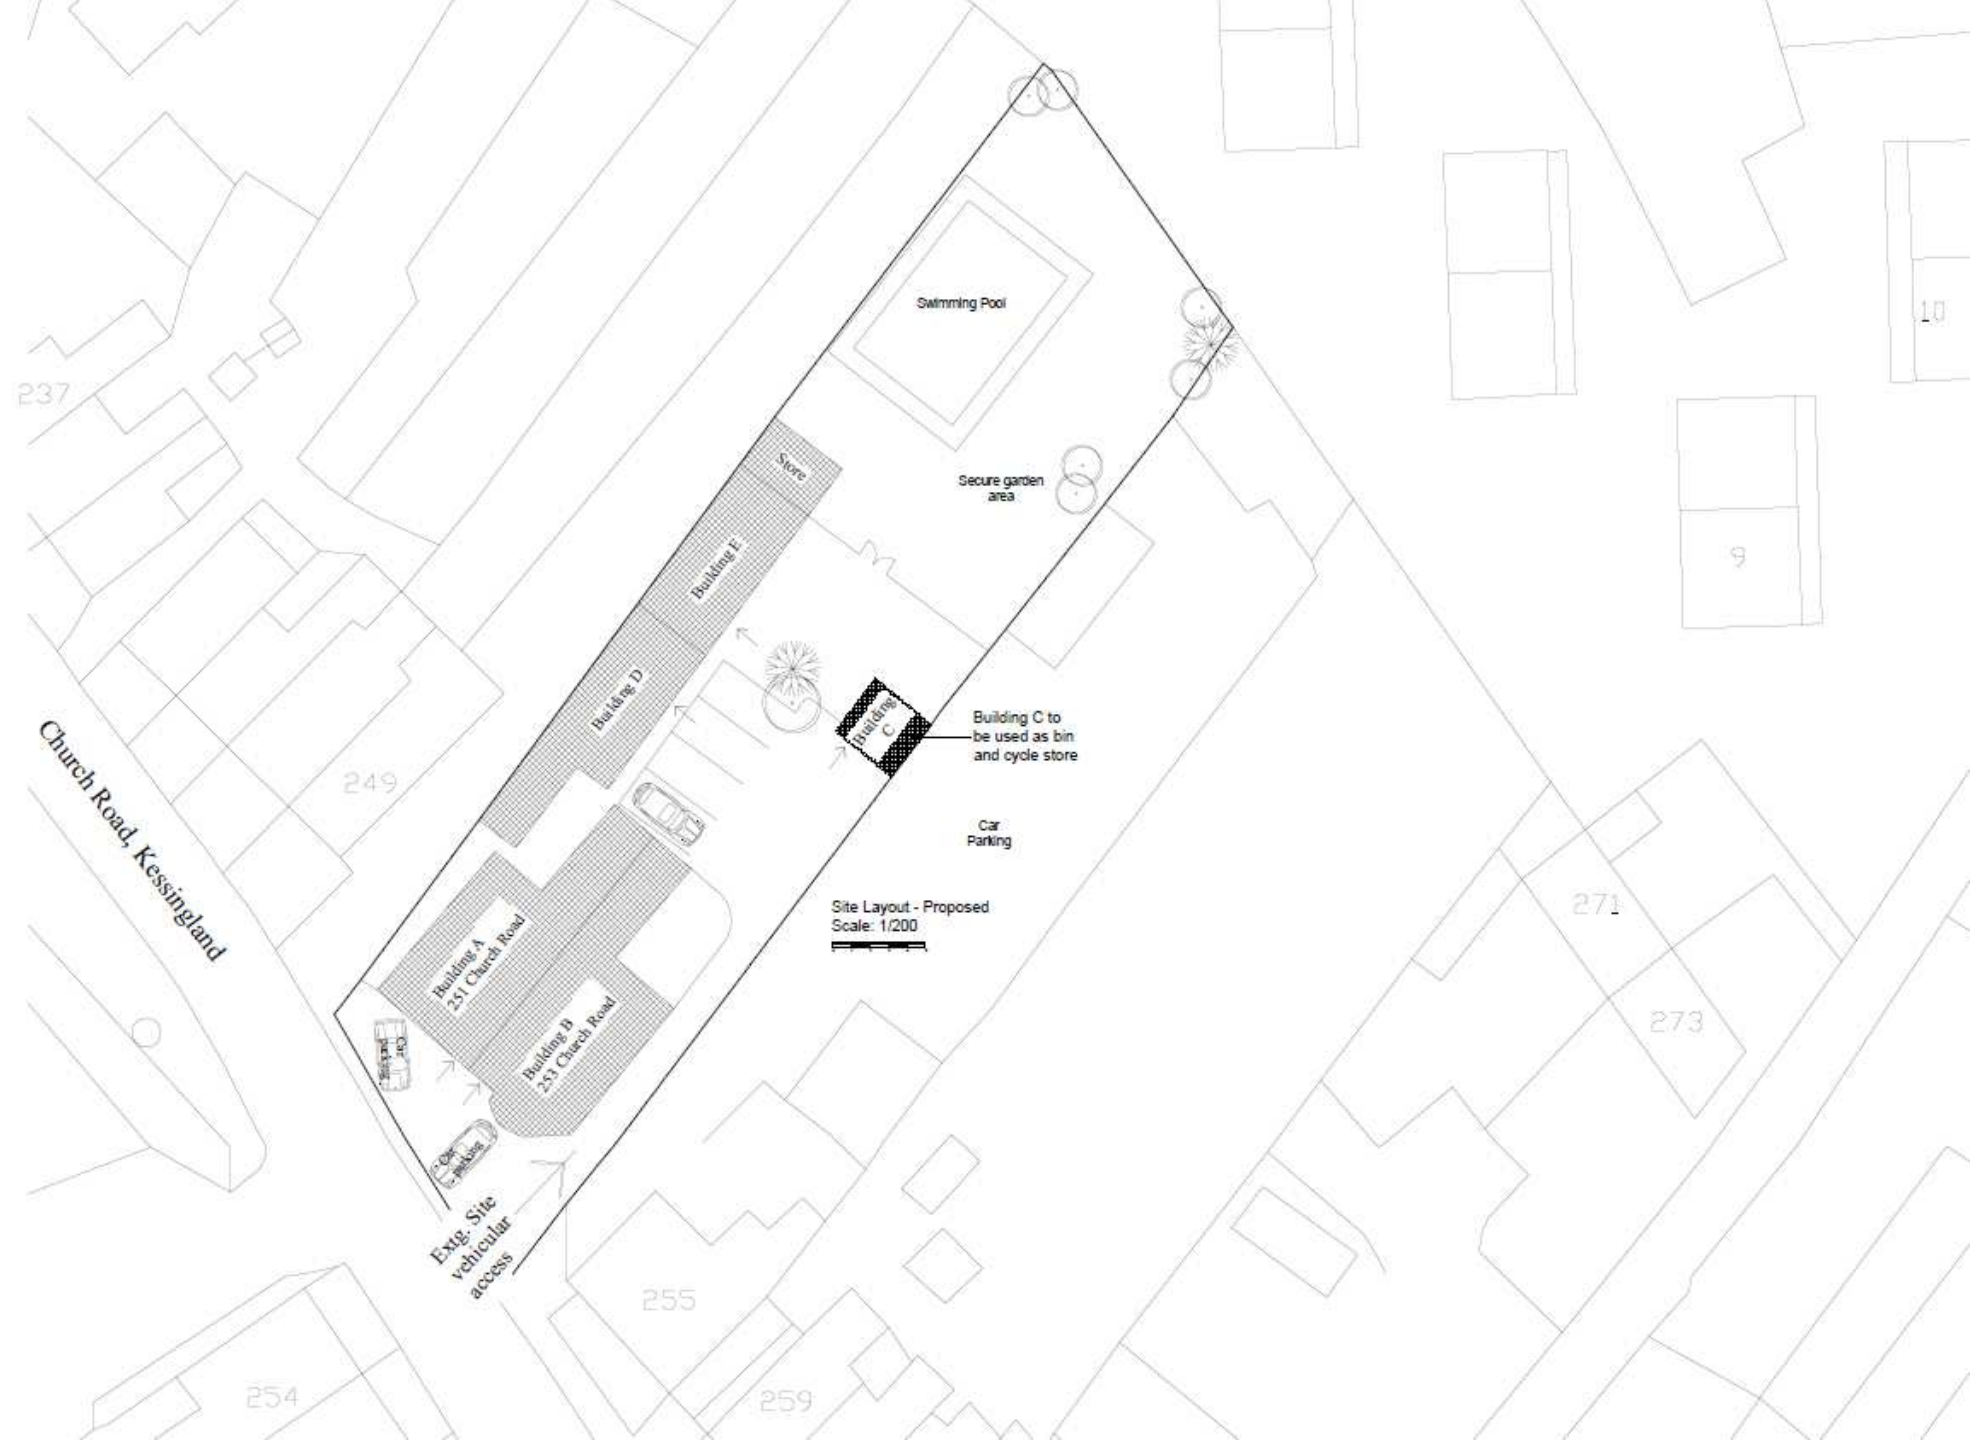 Swimming Pool
10
237
Store
Secure garden
area
Building E
9
Building D
Building
C
Building C to
be used as bin
and cycle store
Church Road, Kessingland
249
Car
Parking
Site Layout - Proposed
Scale: 1/200
271
273
Building A
251 Church Road
Building B
253 Church Road
Car
parking
Car
parking
Extg. Site
vehicular
access
255
254
259